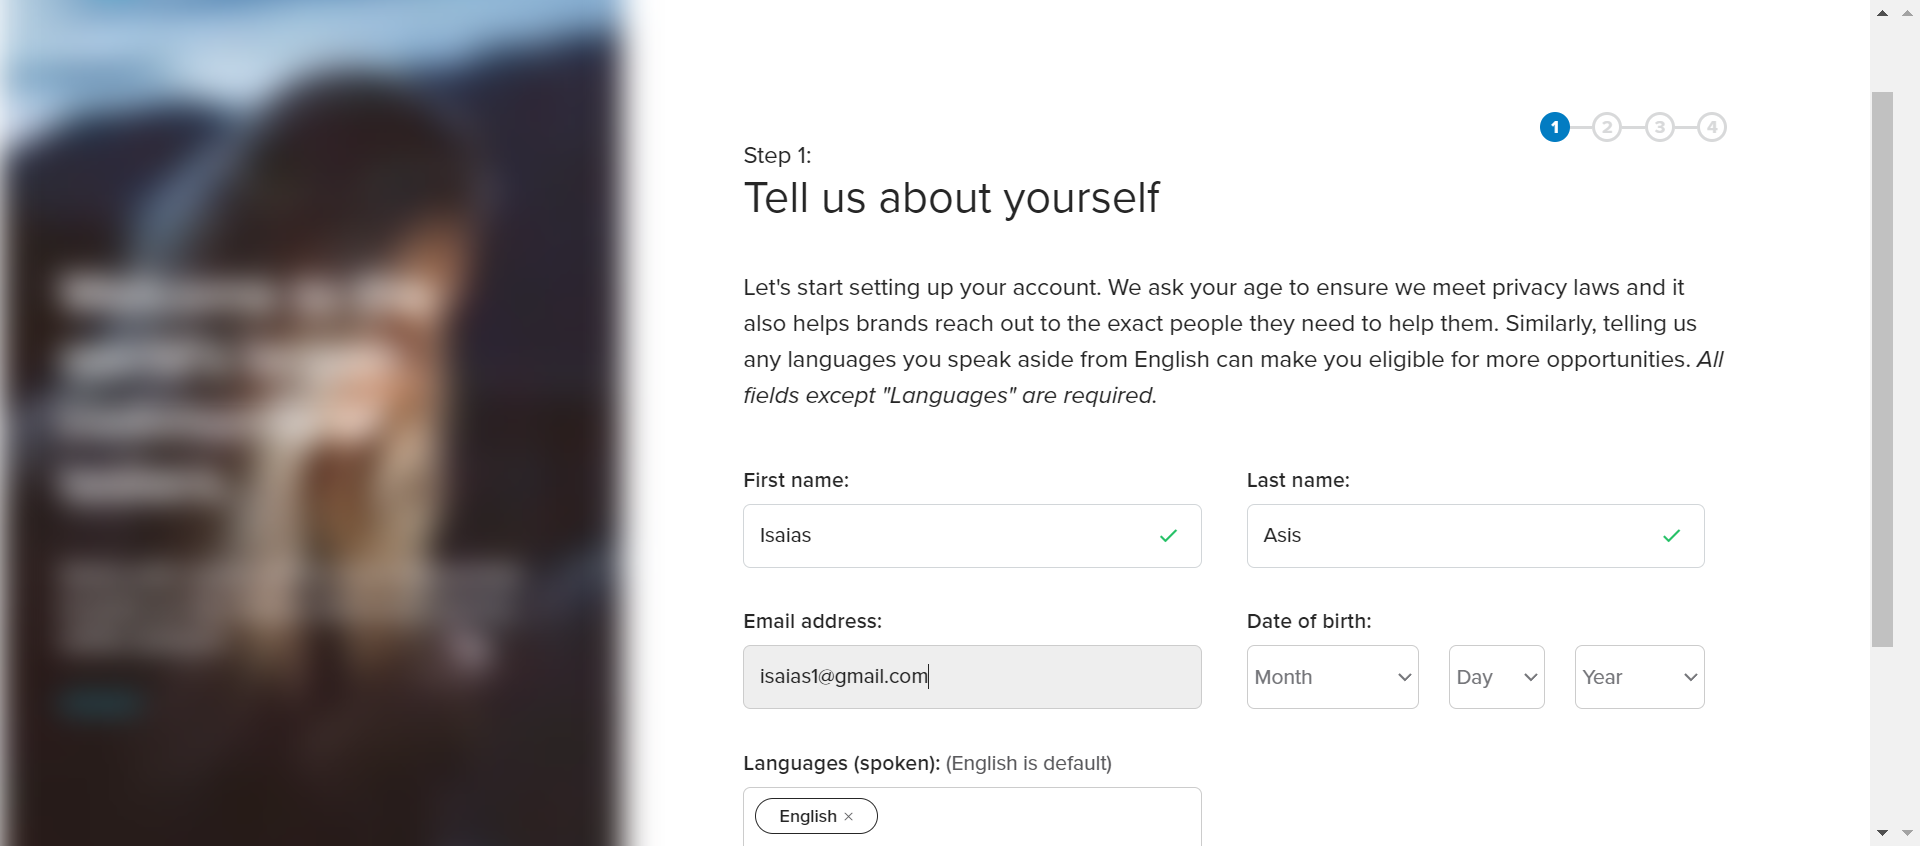 1 2 3 4
Step 1:
Tell us about yourself
Let's start setting up your account. We ask your age to ensure we meet privacy laws and it
also helps brands reach out to the exact people they need to help them. Similarly, telling us
any languages you speak aside from English can make you eligible for more opportunities. All
fields except "Languages" are required.
First name: Last name:
Isaias Asis
Email address: Date of birth:
isaias1@gmail.com Month Day Year
Languages (spoken): (English is default)
English ×